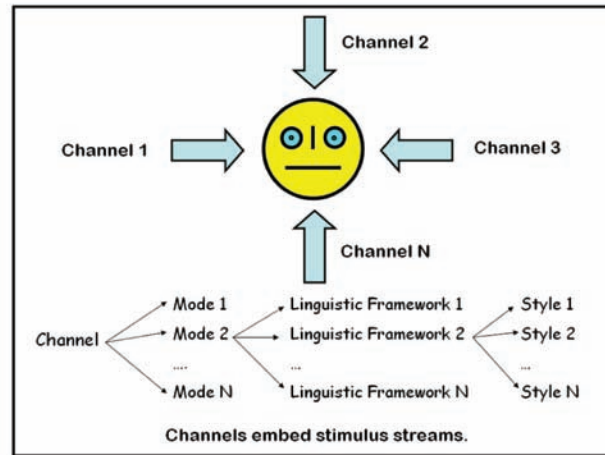 Channel 2
Channel 1
Channel 3
Channel N
Mode 1 Linguistic Framework 1 Style 1
Channel Mode 2 Linguistic Framework 2 Style 2
.... ... ...
Mode N Linguistic Framework N Style N
Channels embed stimulus streams.